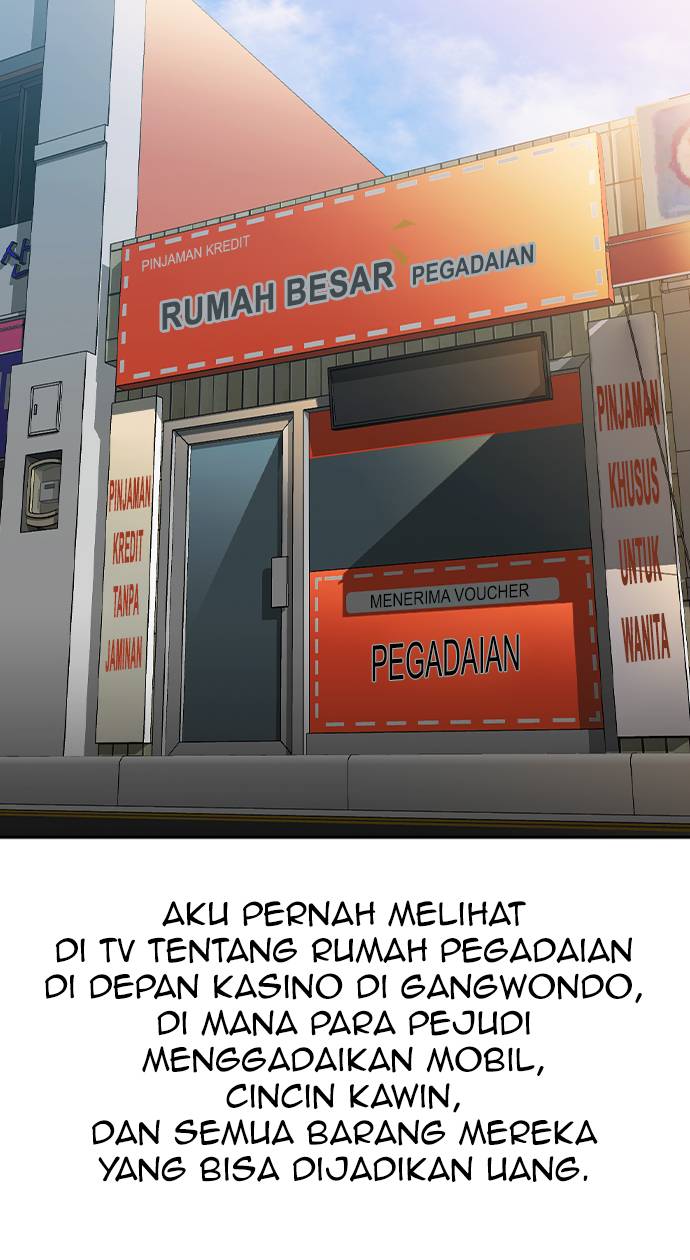 산
PINJAMAN KREDIT
RUMAH BESAR PEGADAIAN
PINJAMAN
KREDIT
TANPA
JAMINAN
MENERIMA VOUCHER
PEGADAIAN
PINJAMAN
KHUSUS
UNTUK
WANITA
AKU PERNAH MELIHAT
DI TV TENTANG RUMAH PEGADAIAN
DI DEPAN KASINO DI GANGWONDO,
DI MANA PARA PEJUDI
MENGGADAIKAN MOBIL,
CINCIN KAWIN,
DAN SEMUA BARANG MEREKA
YANG BISA DIJADIKAN UANG.